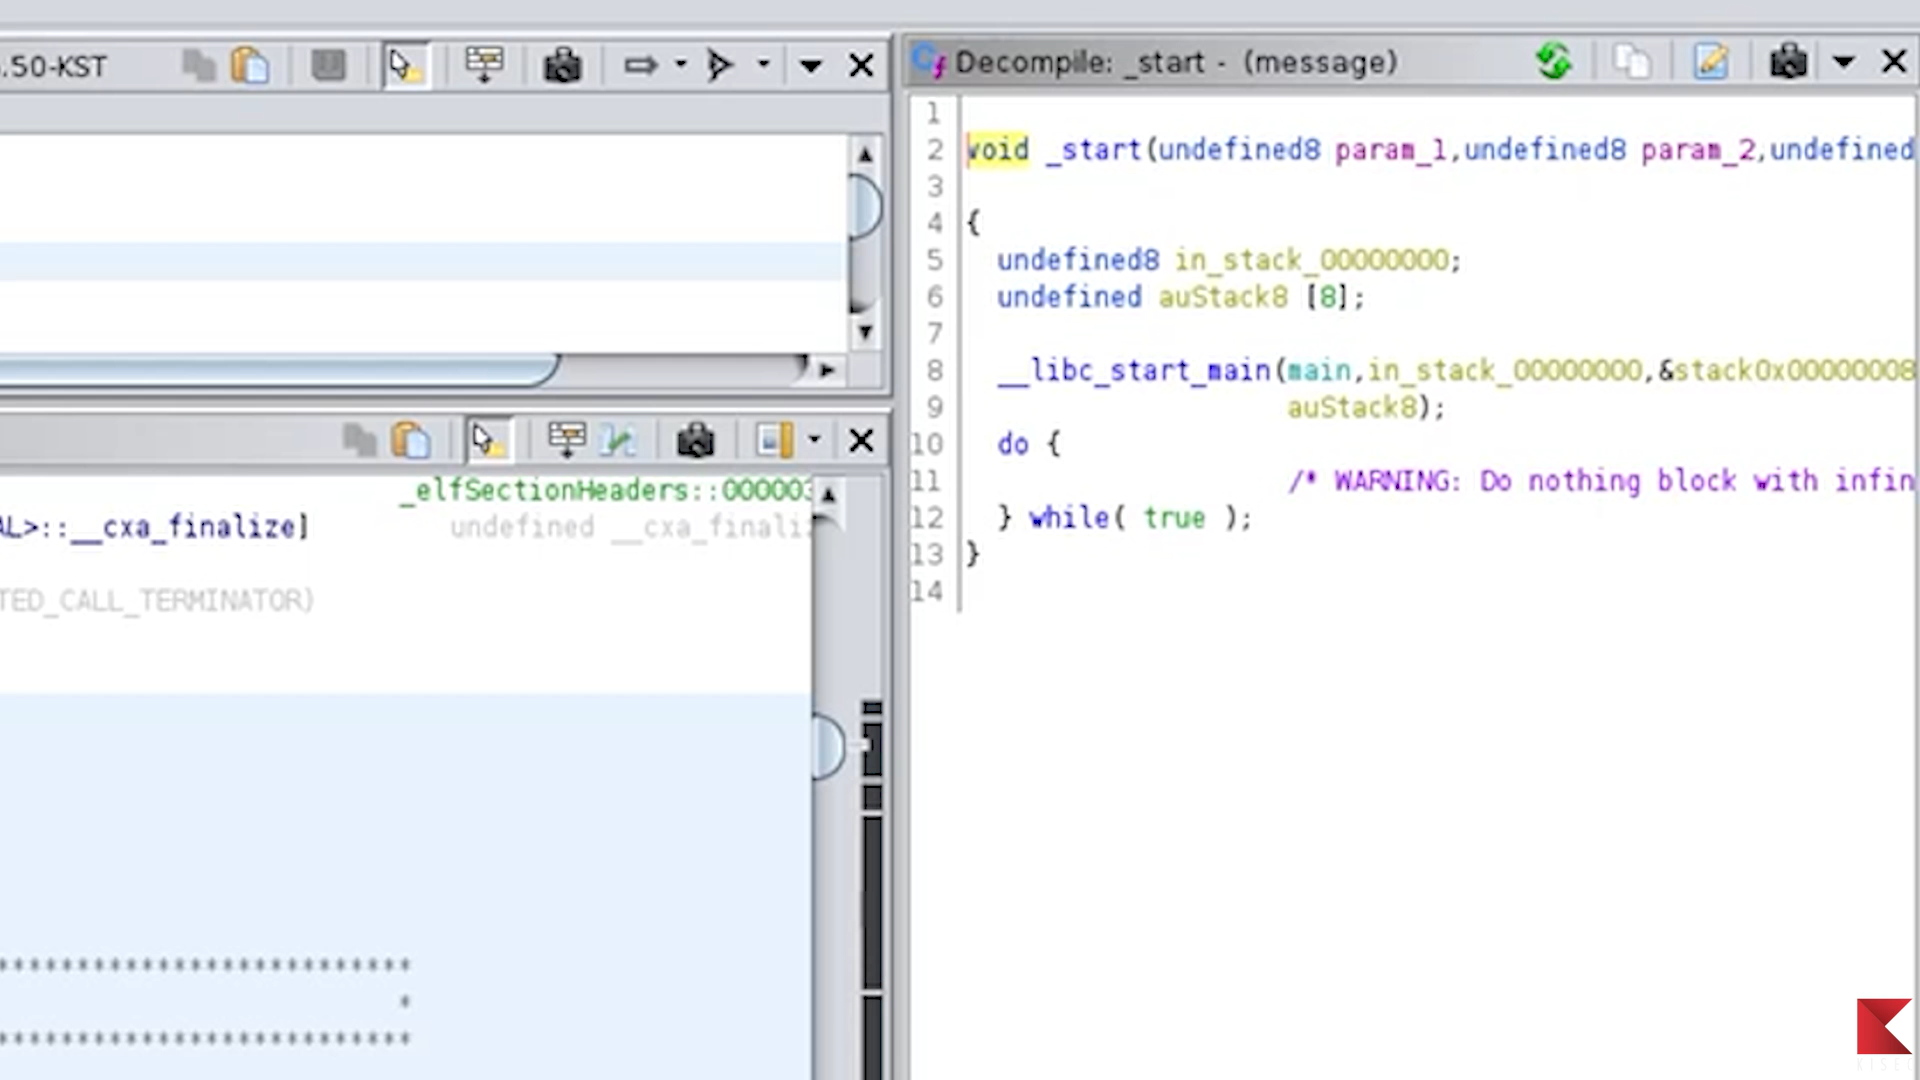 .50-KST
_elfSectionHeaders::000003
AL>::__cxa_finalize]
undefined __cxa_finali
TED_CALL_TERMINATOR)
*****************************
*
*****************************
Decompile: _start - (message)
1
2 void _start(undefined8 param_1,undefined8 param_2,undefined
3
4 {
5 undefined8 in_stack_00000000;
6 undefined auStack8 [8];
7
8 __libc_start_main(main,in_stack_00000000,&stack0x00000008
9 auStack8);
10 do {
11 /* WARNING: Do nothing block with infin
12 } while( true );
13 }
14